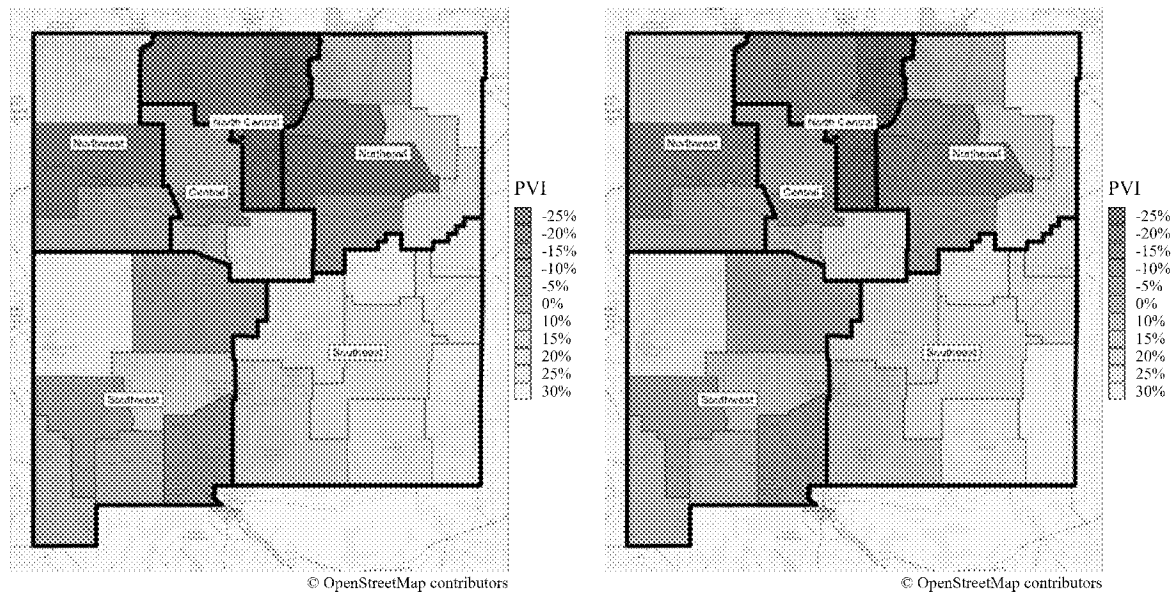 North Central
Northwest
Northeast
Central
Southeast
Southwest
PVI
-25%
-20%
-15%
-10%
-5%
0%
10%
15%
20%
25%
30%
© OpenStreetMap contributors
North Central
Northwest
Northeast
Central
Southeast
Southwest
PVI
-25%
-20%
-15%
-10%
-5%
0%
10%
15%
20%
25%
30%
© OpenStreetMap contributors